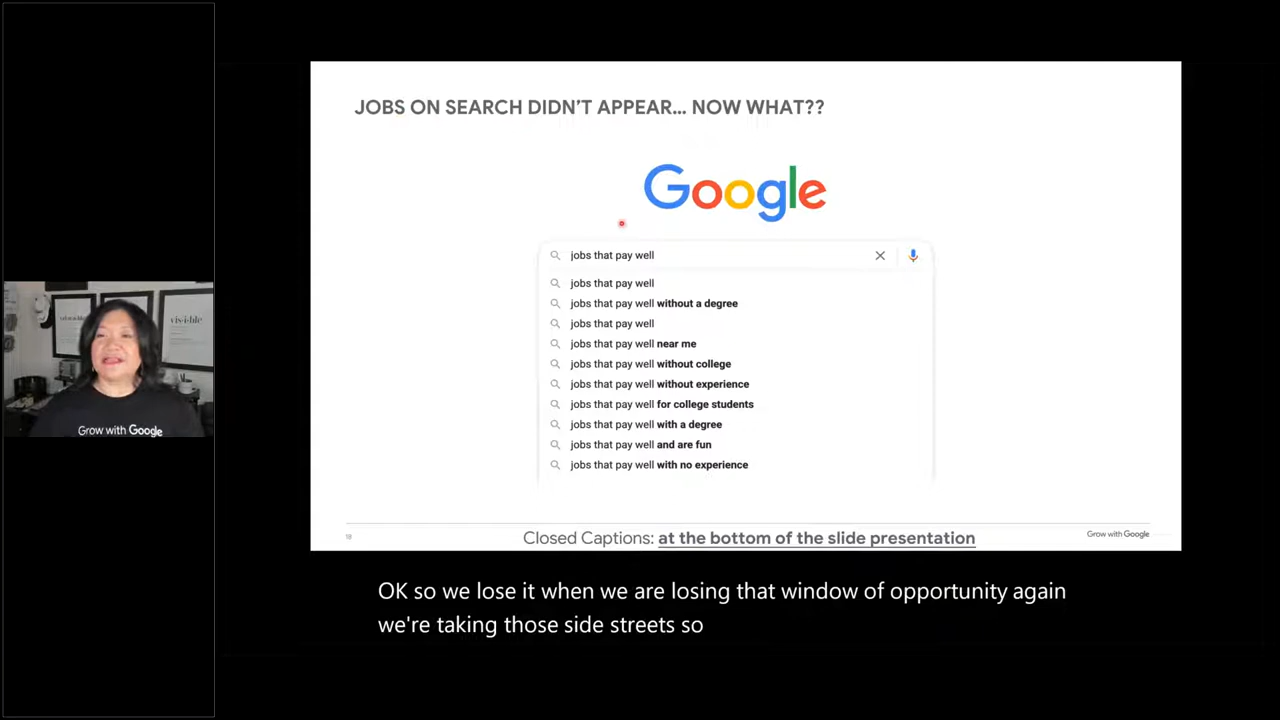 JOBS ON SEARCH DIDN'T APPEAR... NOW WHAT??
Google
jobs that pay well
jobs that pay well
jobs that pay well without a degree
jobs that pay well
jobs that pay well near me
jobs that pay well without college
jobs that pay well without experience
jobs that pay well for college students
jobs that pay well with a degree
jobs that pay well and are fun
jobs that pay well with no experience
Closed Captions: at the bottom of the slide presentation
Grow with Google
vis·i·ble
Grow with Google
OK so we lose it when we are losing that window of opportunity again
we're taking those side streets so